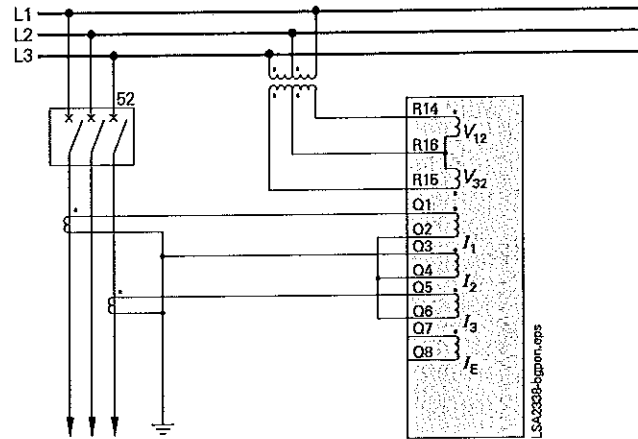 L1
L2
L3
52
R14
R16
R15
V12
V32
Q1
Q2
Q3
Q4
Q5
Q6
Q7
Q8
I1
I2
I3
IE
LSA2338-bgpon.eps